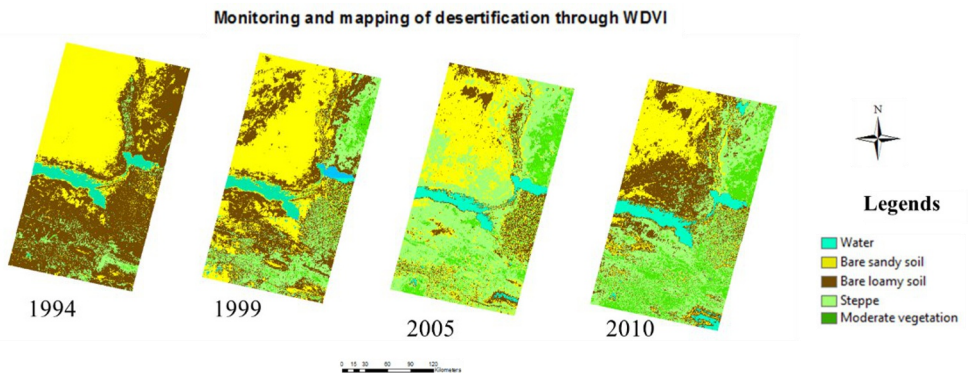 Monitoring and mapping of desertification through WDVI
1994
1999
2005
2010
N
Legends
Water
Bare sandy soil
Bare loamy soil
Steppe
Moderate vegetation
0 15 30 60 90 120
Kilometers